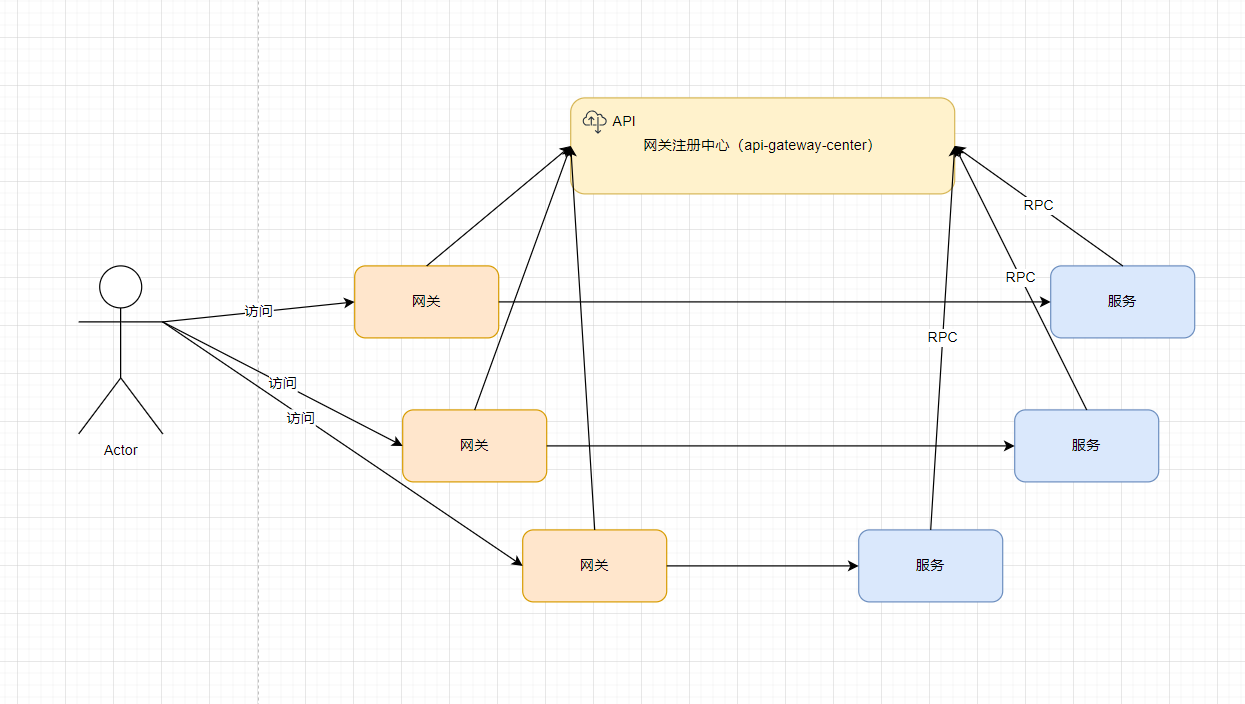 API
网关注册中心（api-gateway-center）
RPC
RPC
网关
服务
访问
RPC
访问
访问
网关
服务
Actor
网关
服务